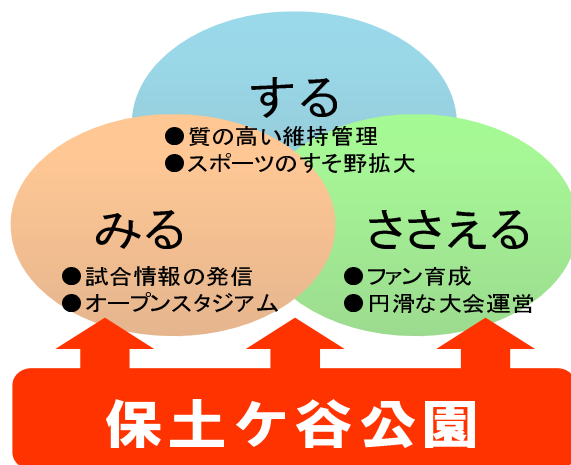 する
●質の高い維持管理
●スポーツのすそ野拡大
みる
●試合情報の発信
●オープンスタジアム
ささえる
●ファン育成
●円滑な大会運営
保土ケ谷公園